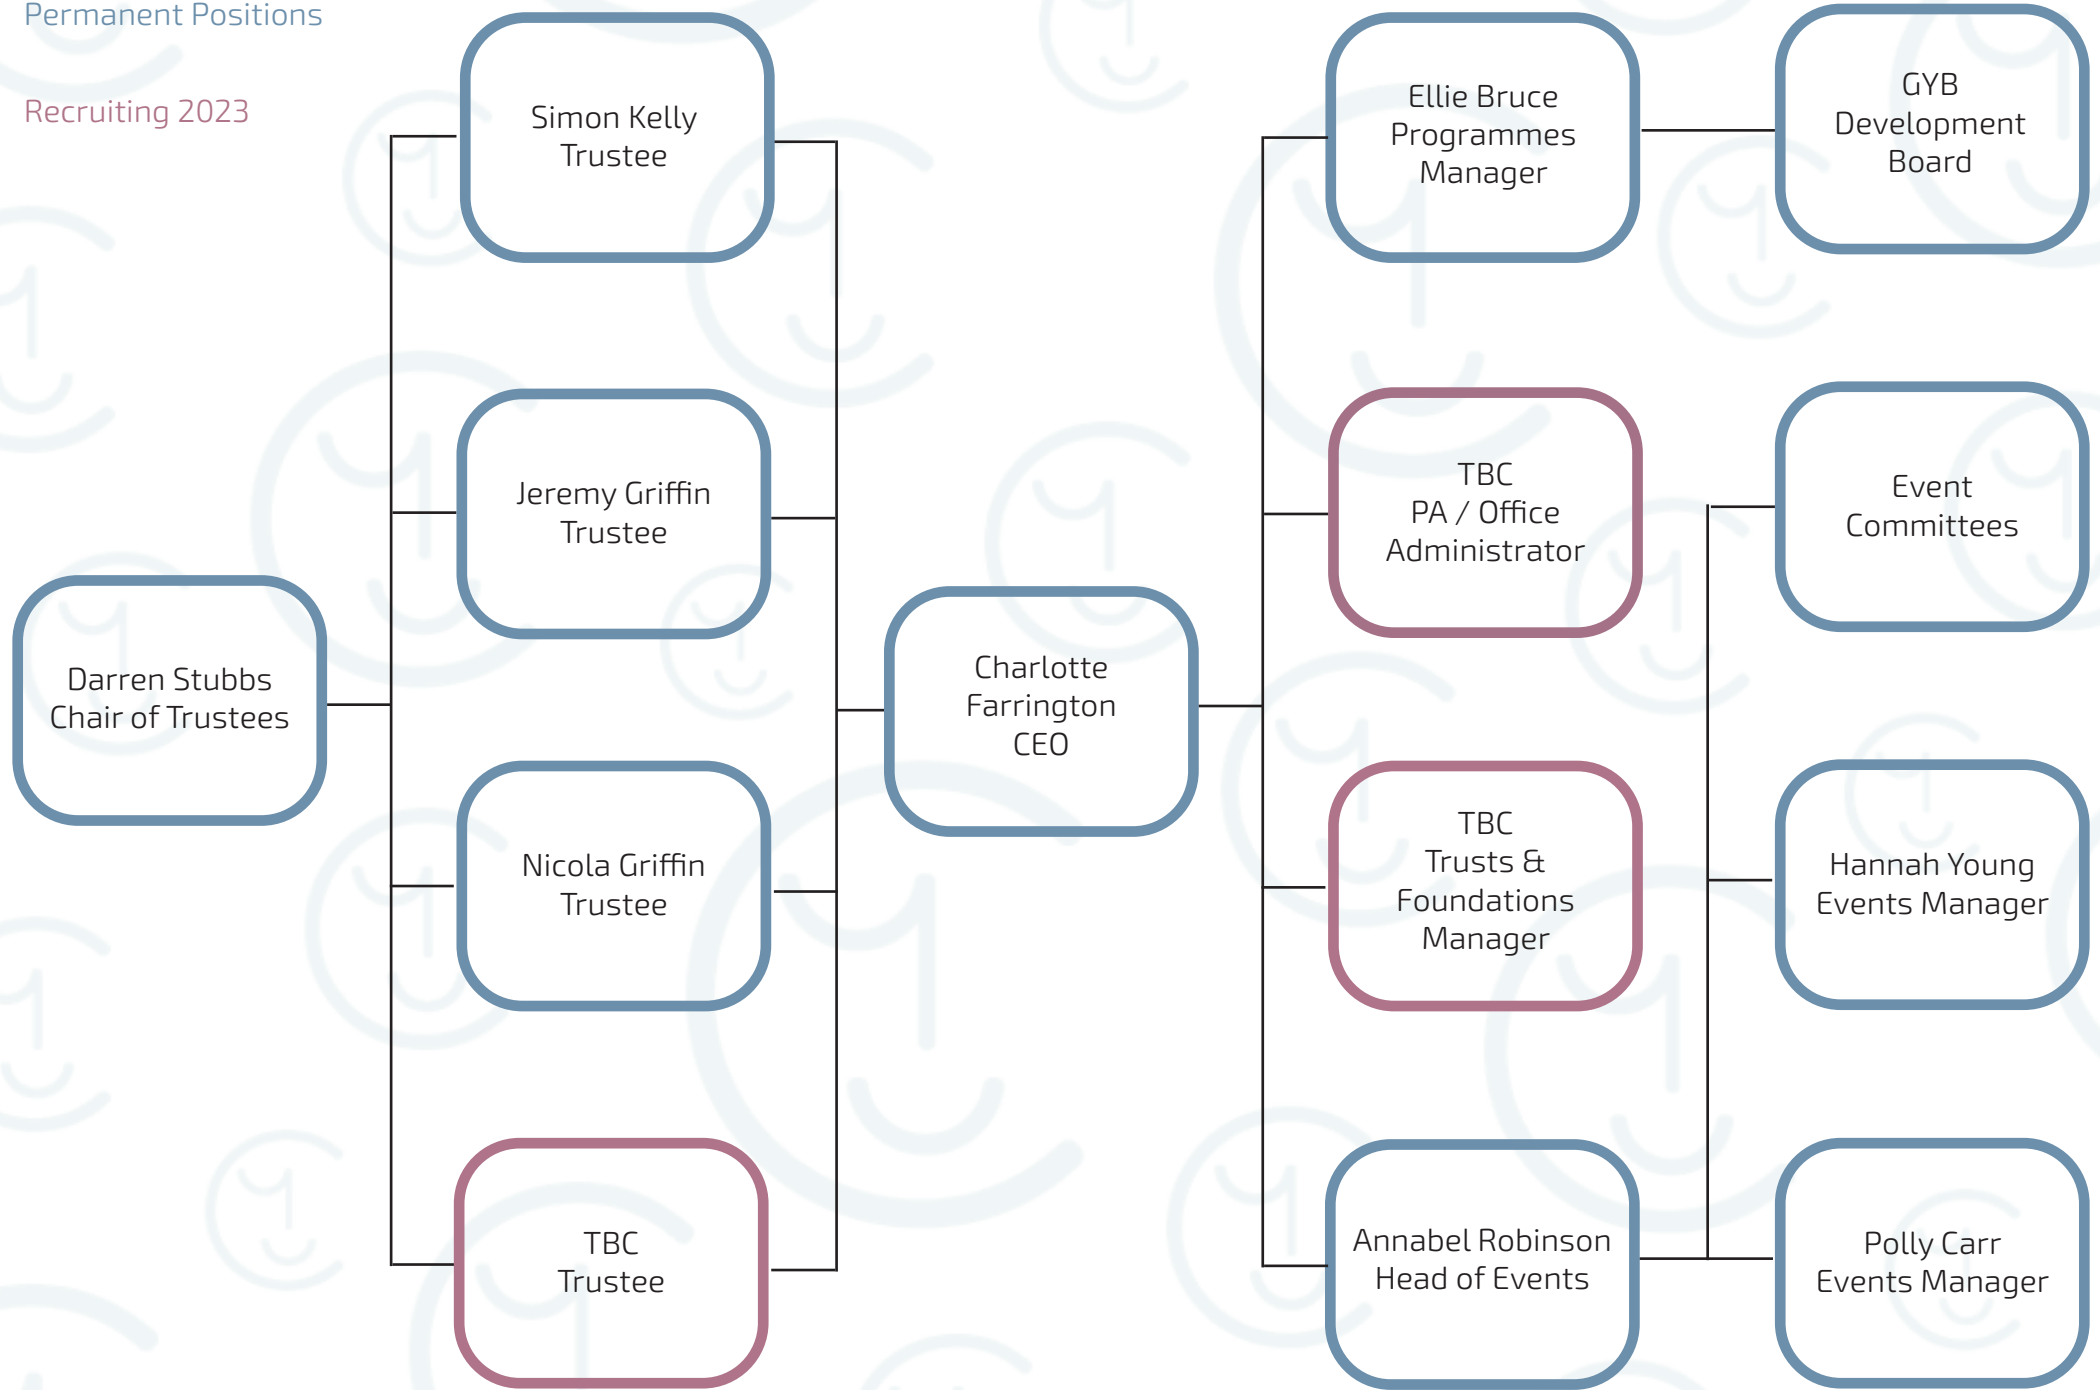 Permanent Positions
Recruiting 2023
Darren Stubbs
Chair of Trustees
Simon Kelly
Trustee
Jeremy Griffin
Trustee
Nicola Griffin
Trustee
TBC
Trustee
Charlotte
Farrington
CEO
Ellie Bruce
Programmes
Manager
TBC
PA / Office
Administrator
TBC
Trusts &
Foundations
Manager
Annabel Robinson
Head of Events
GYB
Development
Board
Event
Committees
Hannah Young
Events Manager
Polly Carr
Events Manager